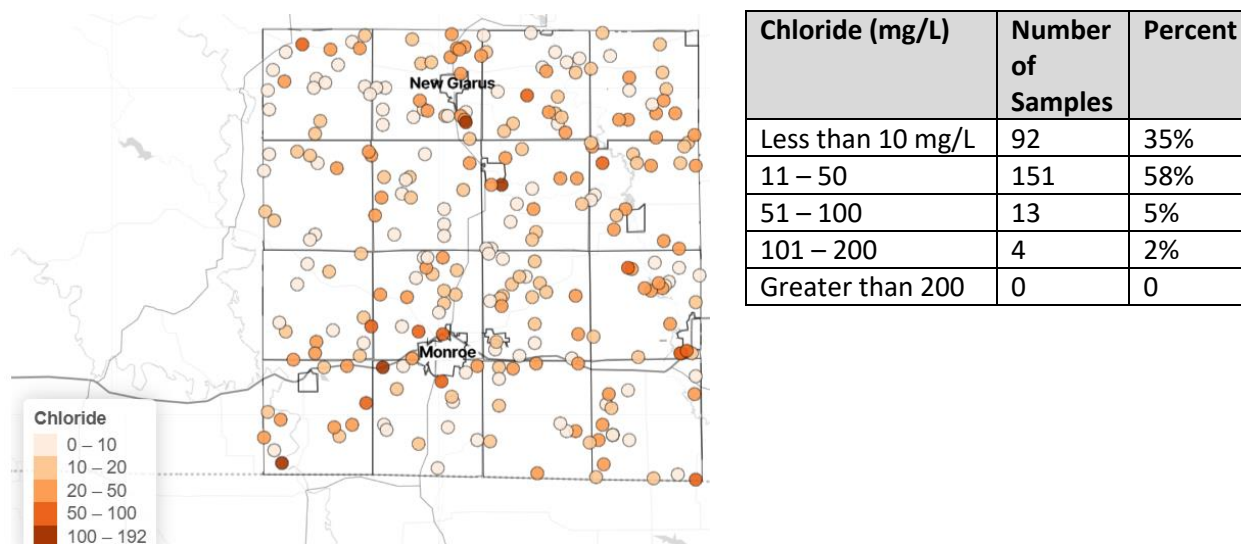 New Glarus
Monroe
Chloride
0 – 10
10 – 20
20 – 50
50 – 100
100 – 192
Chloride (mg/L) Number of Samples Percent
Less than 10 mg/L 92 35%
11 – 50 151 58%
51 – 100 13 5%
101 – 200 4 2%
Greater than 200 0 0